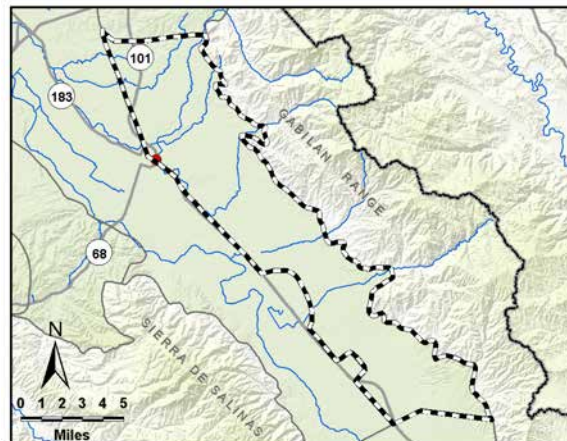 101
183
GABILAN RANGE
68
SIERRA DE SALINAS
N
0 1 2 3 4 5
Miles